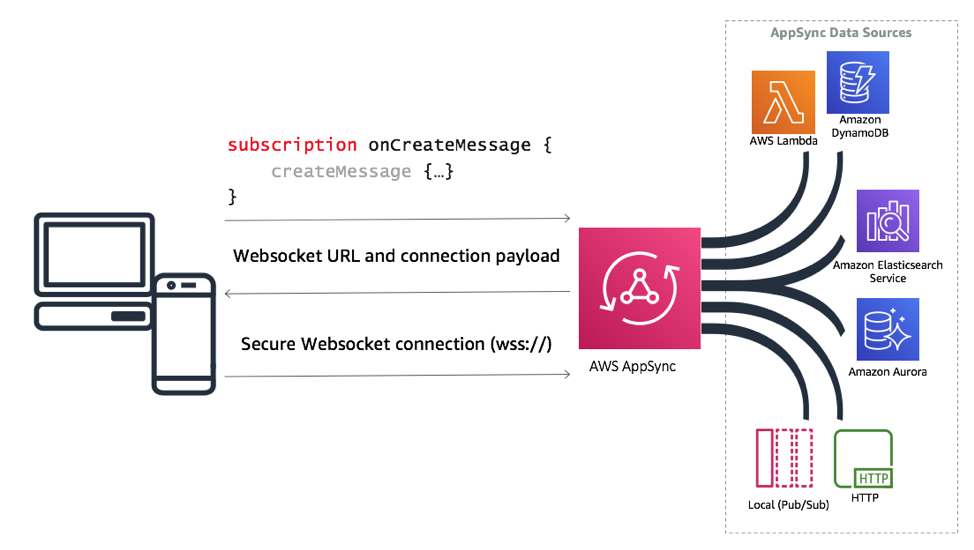 AppSync Data Sources
AWS Lambda
Amazon
DynamoDB
subscription onCreateMessage {
createMessage {…}
}
Websocket URL and connection payload
Secure Websocket connection (wss://)
AWS AppSync
Amazon Elasticsearch
Service
Amazon Aurora
Local (Pub/Sub)
HTTP
HTTP